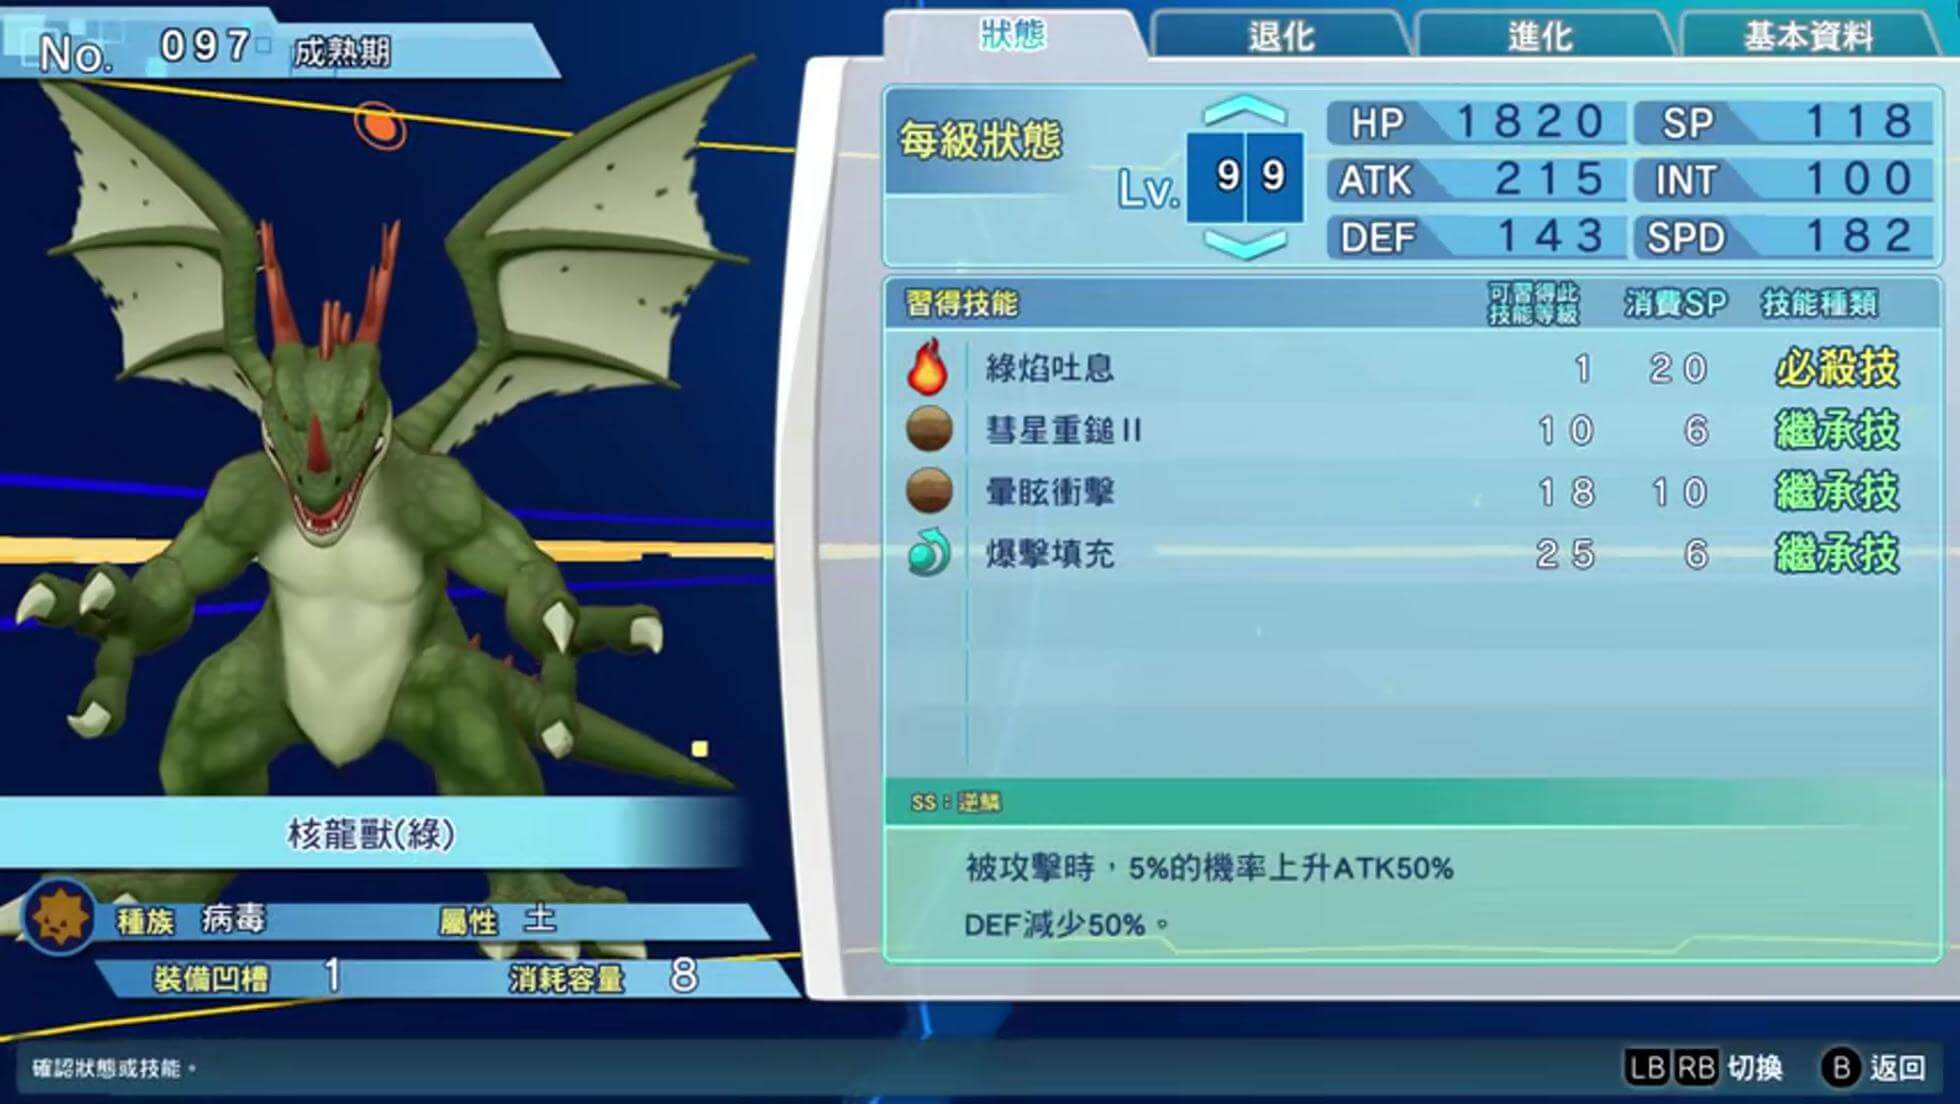 No. 097 成熟期
狀態 退化 進化 基本資料
每級狀態
Lv. 99
HP 1820 SP 118
ATK 215 INT 100
DEF 143 SPD 182
習得技能 可習得此技能等級 消費SP 技能種類
綠焰吐息 1 20 必殺技
彗星重鎚II 10 6 繼承技
暈眩衝擊 18 10 繼承技
爆擊填充 25 6 繼承技
SS：逆鱗
被攻擊時，5%的機率上升ATK50%
DEF減少50%。
核龍獸(綠)
種族 病毒 屬性 土
裝備凹槽 1 消耗容量 8
確認狀態或技能。
LB RB 切換 B 返回